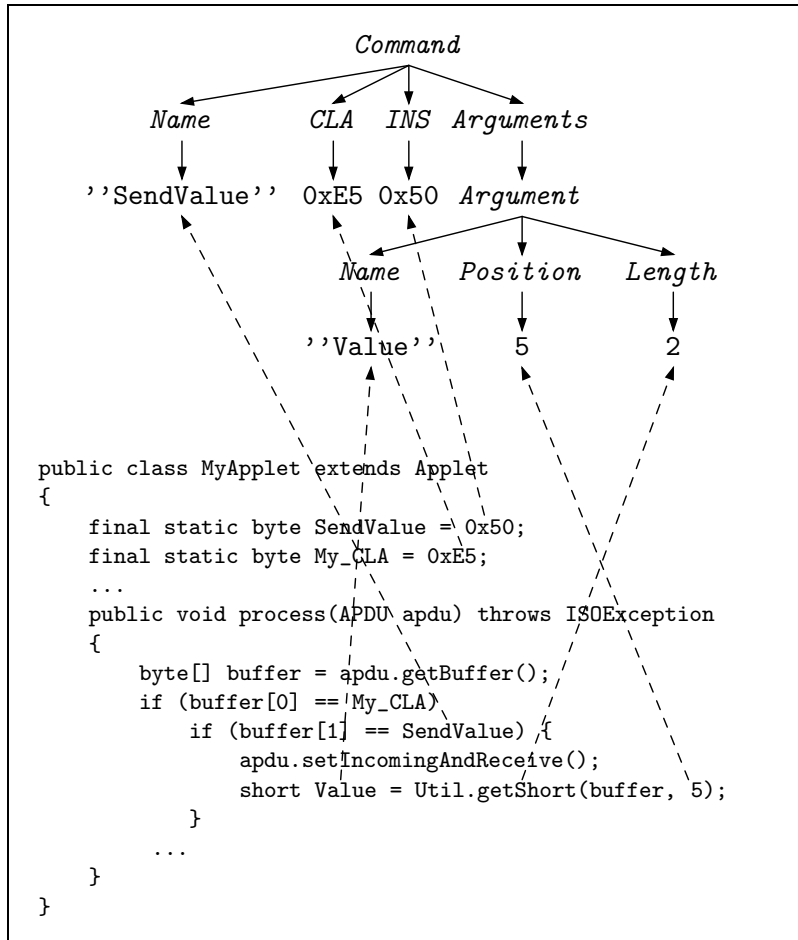 Command
Name CLA INS Arguments
''SendValue'' 0xE5 0x50 Argument
Name Position Length
''Value'' 5 2
public class MyApplet extends Applet
{
    final static byte SendValue = 0x50;
    final static byte My_CLA = 0xE5;
    ...
    public void process(APDU apdu) throws ISOException
    {
        byte[] buffer = apdu.getBuffer();
        if (buffer[0] == My_CLA)
            if (buffer[1] == SendValue) {
                apdu.setIncomingAndReceive();
                short Value = Util.getShort(buffer, 5);
            }
         ...
    }
}